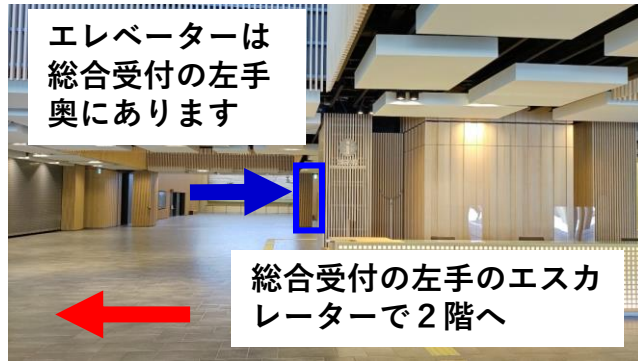 エレベーターは
総合受付の左手
奥にあります
総合受付の左手のエスカ
レーターで２階へ